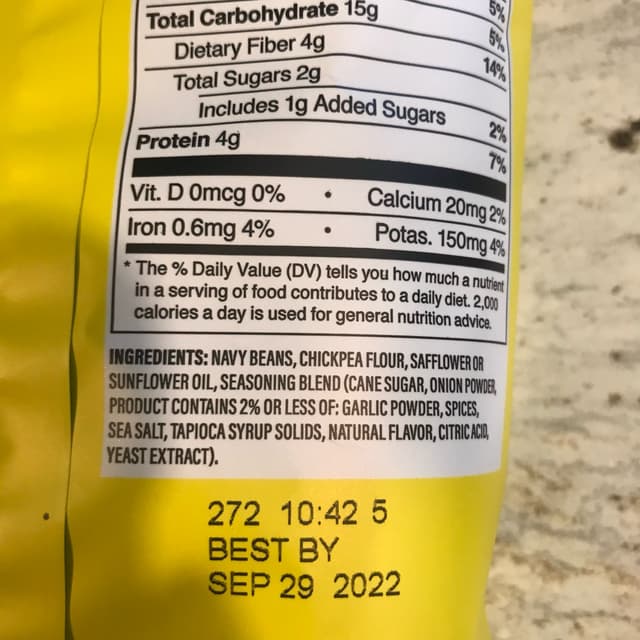 5%
Total Carbohydrate 15g 5%
Dietary Fiber 4g 14%
Total Sugars 2g
Includes 1g Added Sugars 2%
Protein 4g 7%
Vit. D 0mcg 0% • Calcium 20mg 2%
Iron 0.6mg 4% • Potas. 150mg 4%
* The % Daily Value (DV) tells you how much a nutrient
in a serving of food contributes to a daily diet. 2,000
calories a day is used for general nutrition advice.
INGREDIENTS: NAVY BEANS, CHICKPEA FLOUR, SAFFLOWER OR
SUNFLOWER OIL, SEASONING BLEND (CANE SUGAR, ONION POWDER,
PRODUCT CONTAINS 2% OR LESS OF: GARLIC POWDER, SPICES,
SEA SALT, TAPIOCA SYRUP SOLIDS, NATURAL FLAVOR, CITRIC ACID,
YEAST EXTRACT).
272 10:42 5
BEST BY
SEP 29 2022